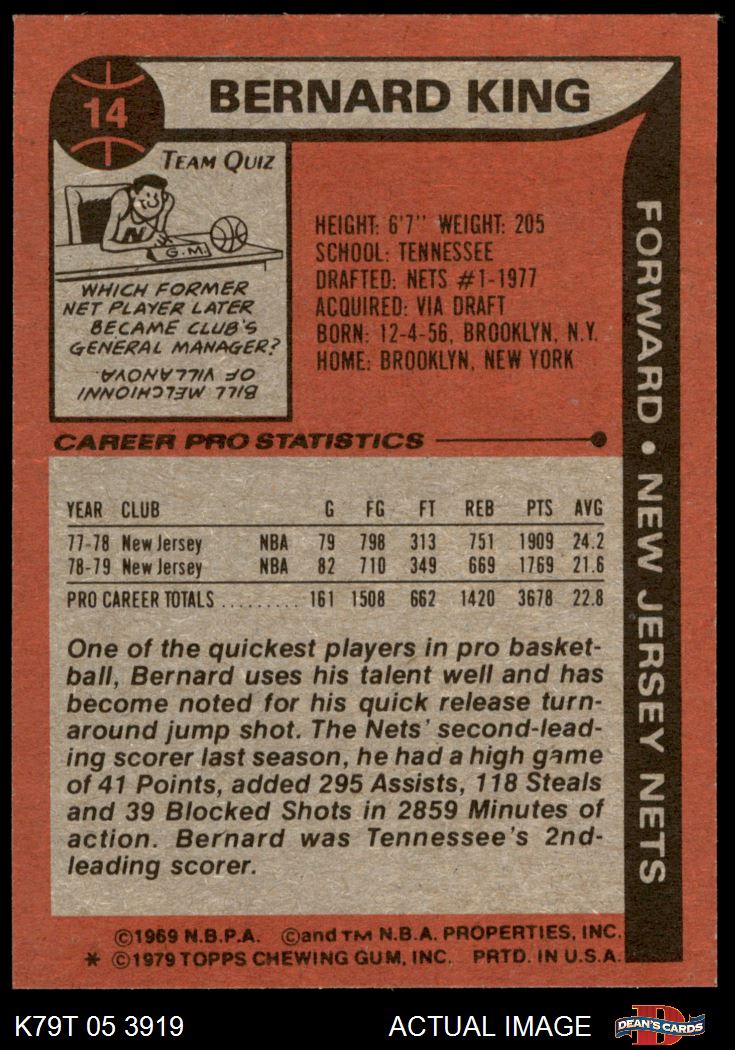 14
BERNARD KING
TEAM QUIZ
N
G.M.
WHICH FORMER
NET PLAYER LATER
BECAME CLUB'S
GENERAL MANAGER?
BILL MELCHIONNI
OF VILLANOVA.
HEIGHT: 6'7" WEIGHT: 205
SCHOOL: TENNESSEE
DRAFTED: NETS #1-1977
ACQUIRED: VIA DRAFT
BORN: 12-4-56, BROOKLYN, N.Y.
HOME: BROOKLYN, NEW YORK
FORWARD • NEW JERSEY NETS
CAREER PRO STATISTICS
YEAR CLUB G FG FT REB PTS AVG
77-78 New Jersey NBA 79 798 313 751 1909 24.2
78-79 New Jersey NBA 82 710 349 669 1769 21.6
PRO CAREER TOTALS ......... 161 1508 662 1420 3678 22.8
One of the quickest players in pro basket-
ball, Bernard uses his talent well and has
become noted for his quick release turn-
around jump shot. The Nets' second-lead-
ing scorer last season, he had a high game
of 41 Points, added 295 Assists, 118 Steals
and 39 Blocked Shots in 2859 Minutes of
action. Bernard was Tennessee's 2nd-
leading scorer.
©1969 N.B.P.A. ©and TM N.B.A. PROPERTIES, INC.
* ©1979 TOPPS CHEWING GUM, INC. PRTD. IN U.S.A.
K79T 05 3919
ACTUAL IMAGE
D
DEAN'S CARDS